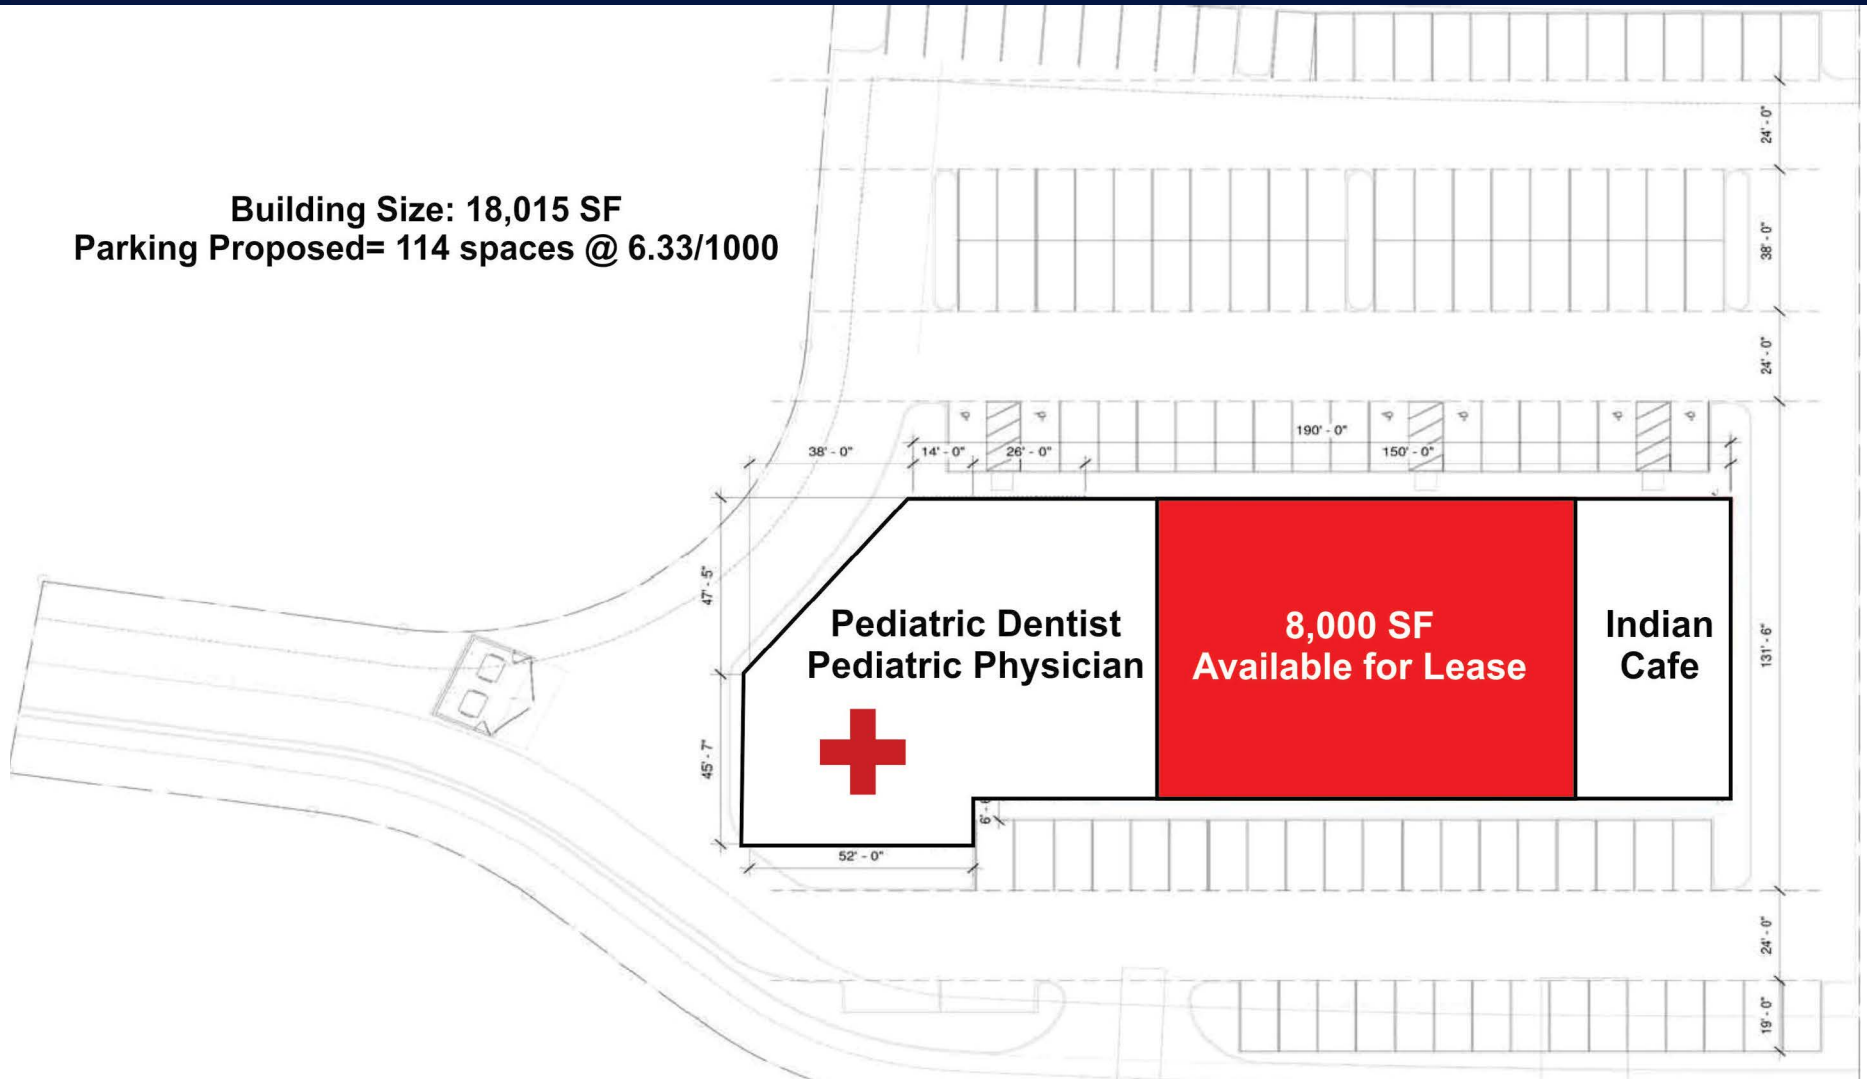 Building Size: 18,015 SF
Parking Proposed= 114 spaces @ 6.33/1000
24' - 0"
38' - 0"
24' - 0"
190' - 0"
38' - 0"
14' - 0"
26' - 0"
150' - 0"
47' - 5"
Pediatric Dentist
Pediatric Physician
8,000 SF
Available for Lease
Indian
Cafe
131' - 6"
45' - 7"
52' - 0"
24' - 0"
19' - 0"